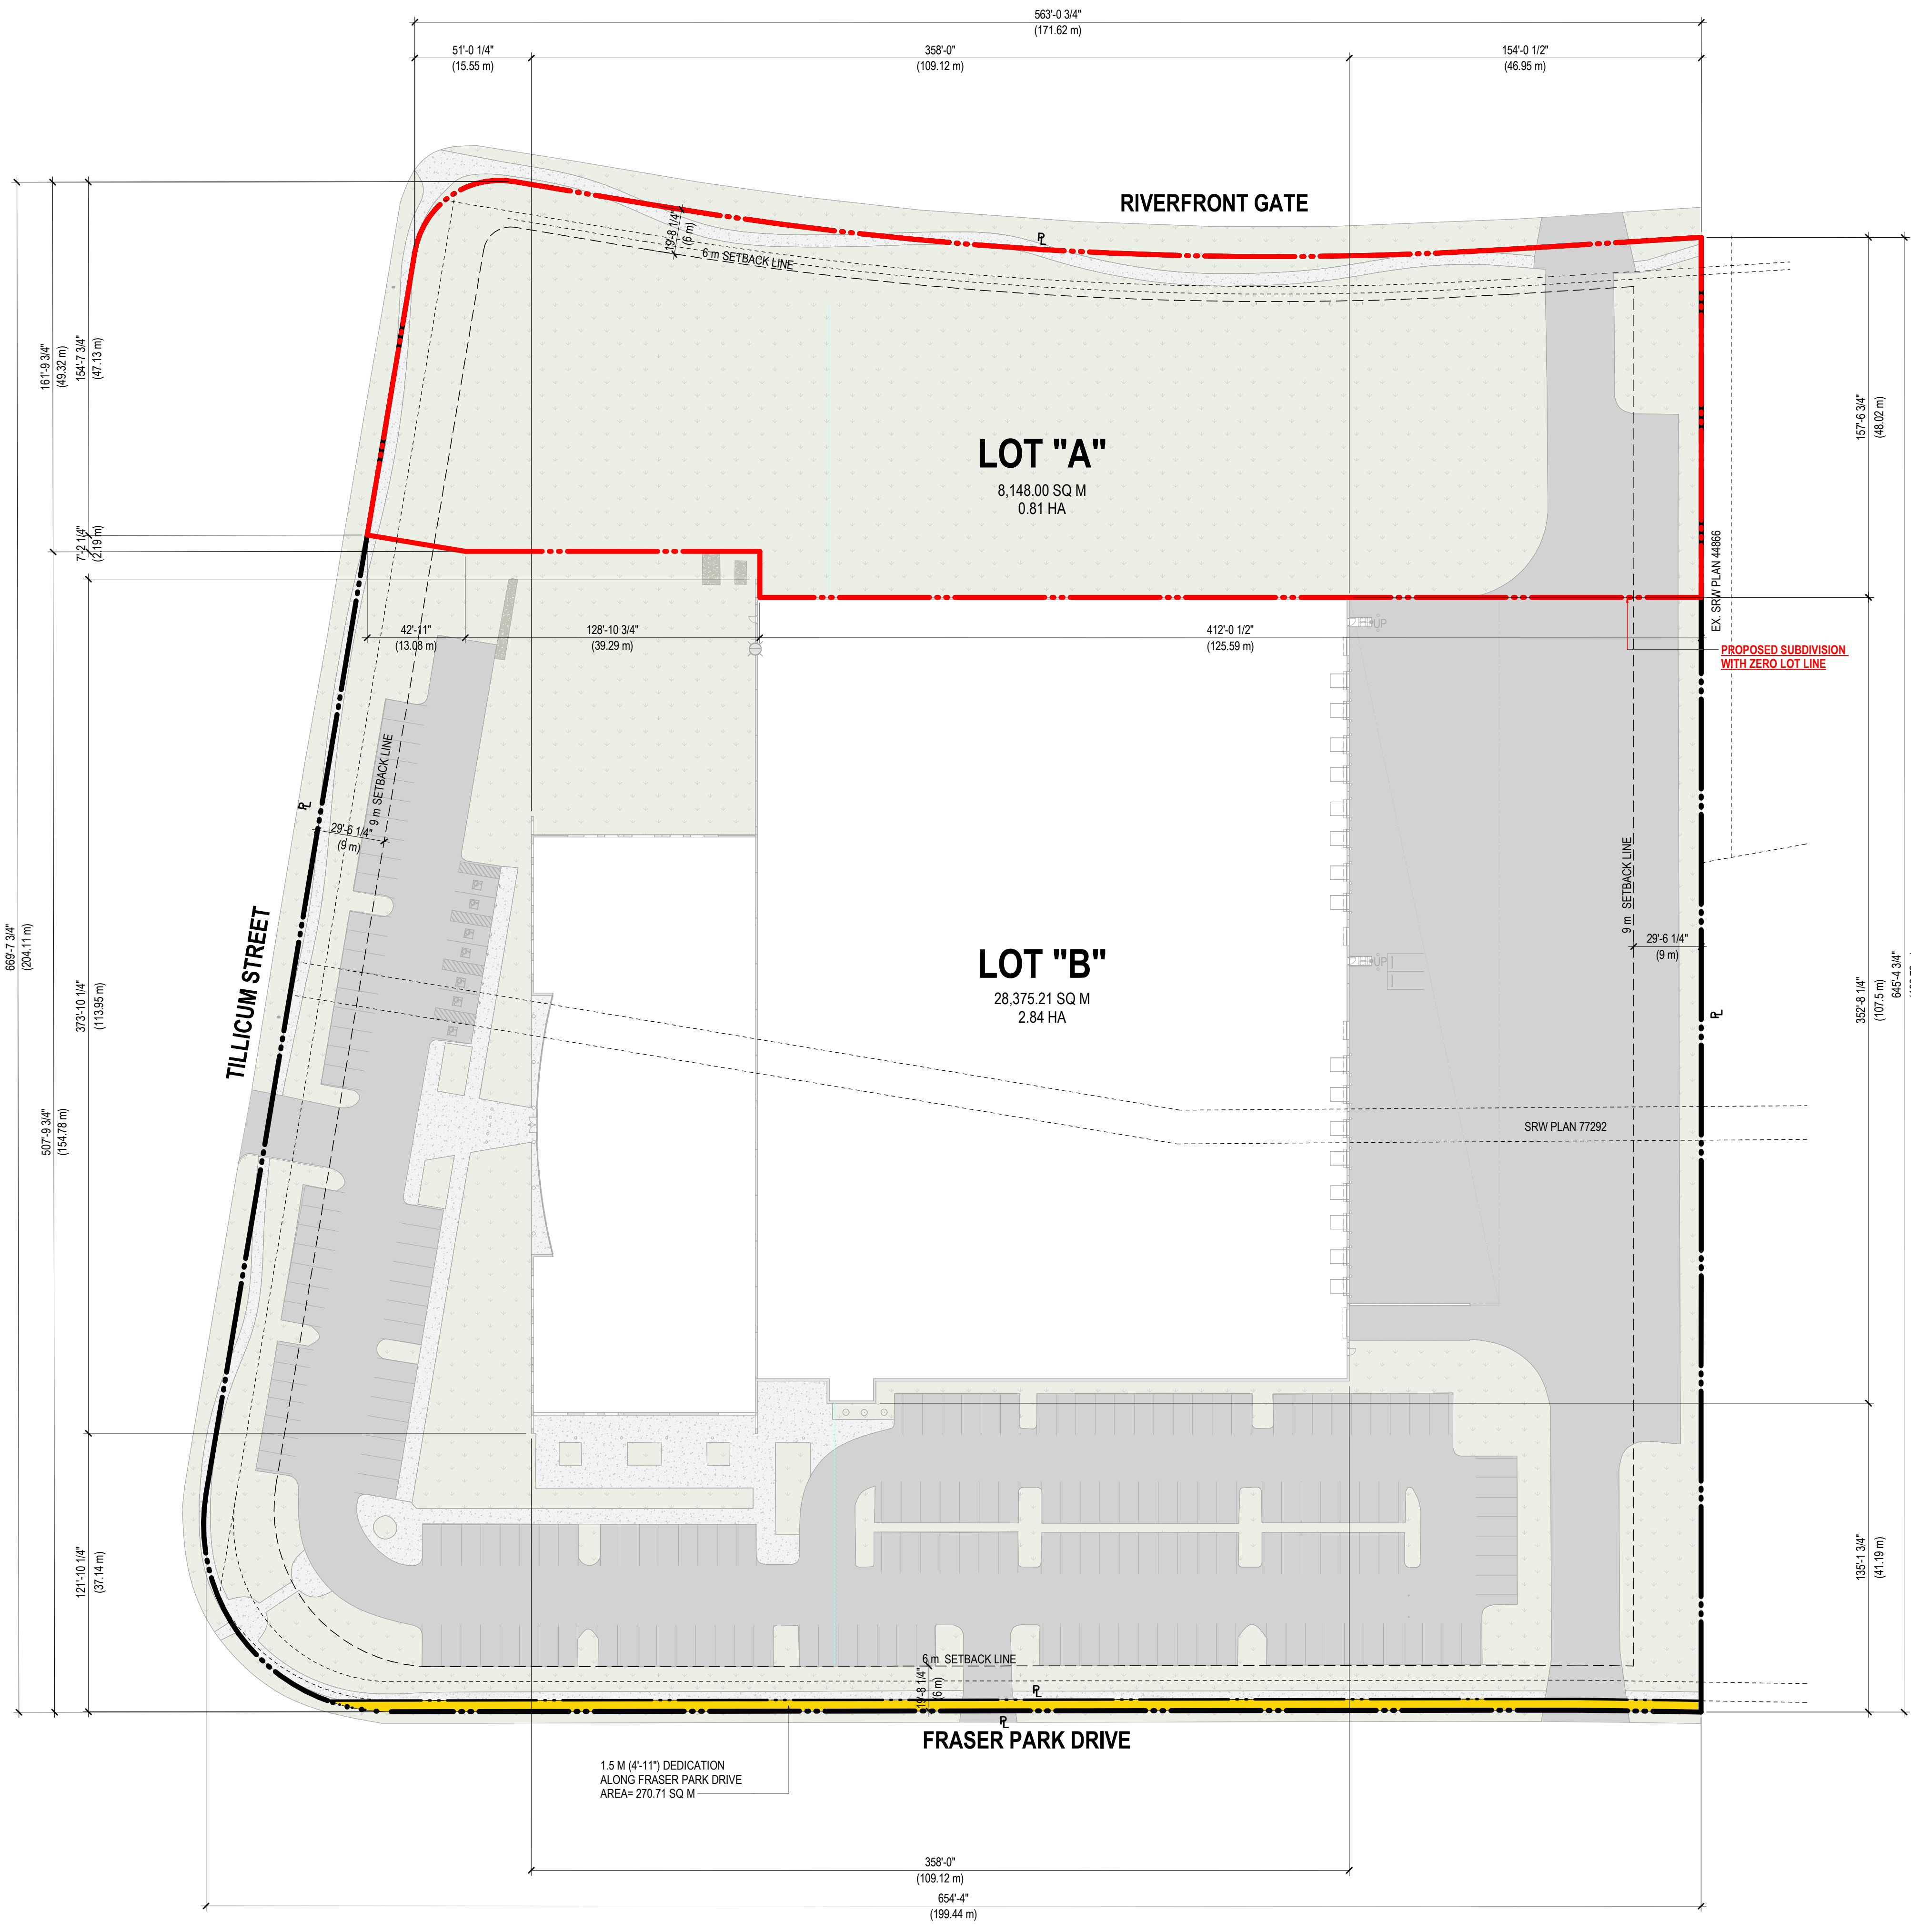 563'-0 3/4"
(171.62 m)
51'-0 1/4"
(15.55 m)
358'-0"
(109.12 m)
154'-0 1/2"
(46.95 m)
RIVERFRONT GATE
19'-8 1/4"
(6 m)
PL
6 m SETBACK LINE
161'-9 3/4"
(49.32 m)
154'-7 3/4"
(47.13 m)
7'-2 1/4"
(2.19 m)
157'-6 3/4"
(48.02 m)
LOT "A"
8,148.00 SQ M
0.81 HA
EX. SRW PLAN 44866
42'-11"
(13.08 m)
128'-10 3/4"
(39.29 m)
412'-0 1/2"
(125.59 m)
UP
PROPOSED SUBDIVISION
WITH ZERO LOT LINE
PL
9 m SETBACK LINE
29'-6 1/4"
(9 m)
TILLICUM STREET
669'-7 3/4"
(204.11 m)
373'-10 1/4"
(113.95 m)
507'-9 3/4"
(154.78 m)
LOT "B"
28,375.21 SQ M
2.84 HA
UP
9 m SETBACK LINE
29'-6 1/4"
(9 m)
PL
352'-8 1/4"
(107.5 m)
645'-4 3/4"
SRW PLAN 77292
121'-10 1/4"
(37.14 m)
135'-1 3/4"
(41.19 m)
6 m SETBACK LINE
19'-8 1/4"
(6 m)
PL
PL
FRASER PARK DRIVE
1.5 M (4'-11") DEDICATION
ALONG FRASER PARK DRIVE
AREA= 270.71 SQ M
358'-0"
(109.12 m)
654'-4"
(199.44 m)